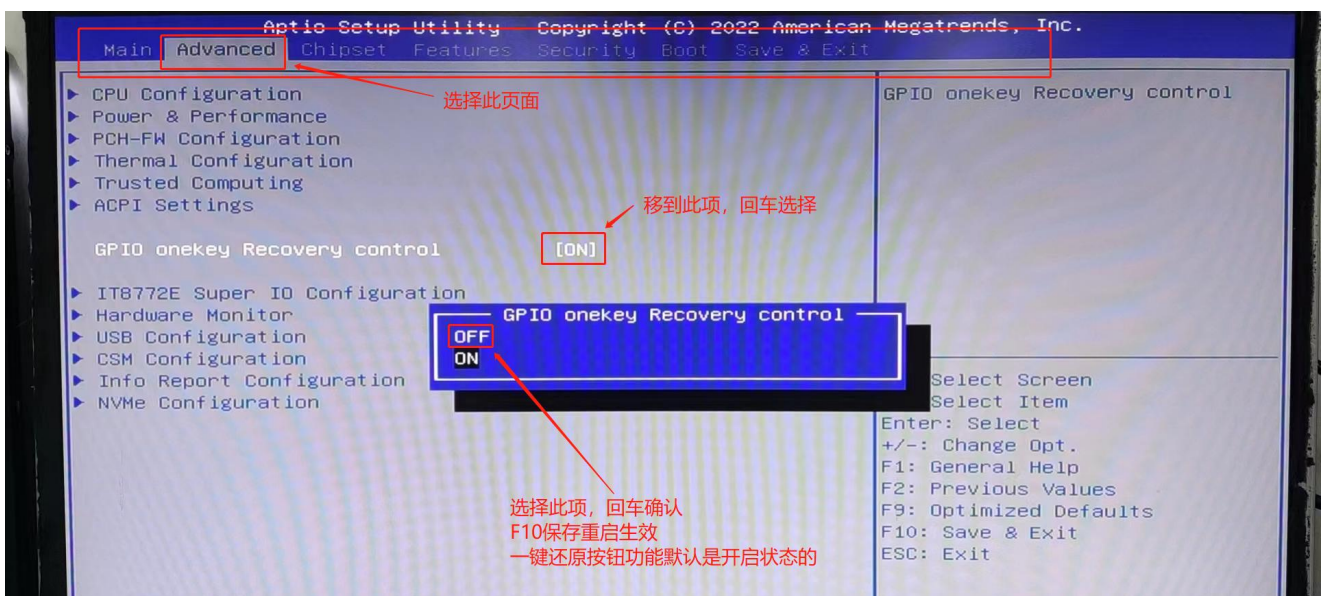 Aptio Setup Utility - Copyright (C) 2022 American Megatrends, Inc.
Main Advanced Chipset Features Security Boot Save & Exit
选择此页面
CPU Configuration
Power & Performance
PCH-FW Configuration
Thermal Configuration
Trusted Computing
ACPI Settings
移到此项，回车选择
GPIO onekey Recovery control [ON]
IT8772E Super IO Configuration
Hardware Monitor
USB Configuration
CSM Configuration
Info Report Configuration
NVMe Configuration
GPIO onekey Recovery control
OFF
ON
选择此项，回车确认
F10保存重启生效
一键还原按钮功能默认是开启状态的
GPIO onekey Recovery control
Select Screen
Select Item
Enter: Select
+/-: Change Opt.
F1: General Help
F2: Previous Values
F9: Optimized Defaults
F10: Save & Exit
ESC: Exit